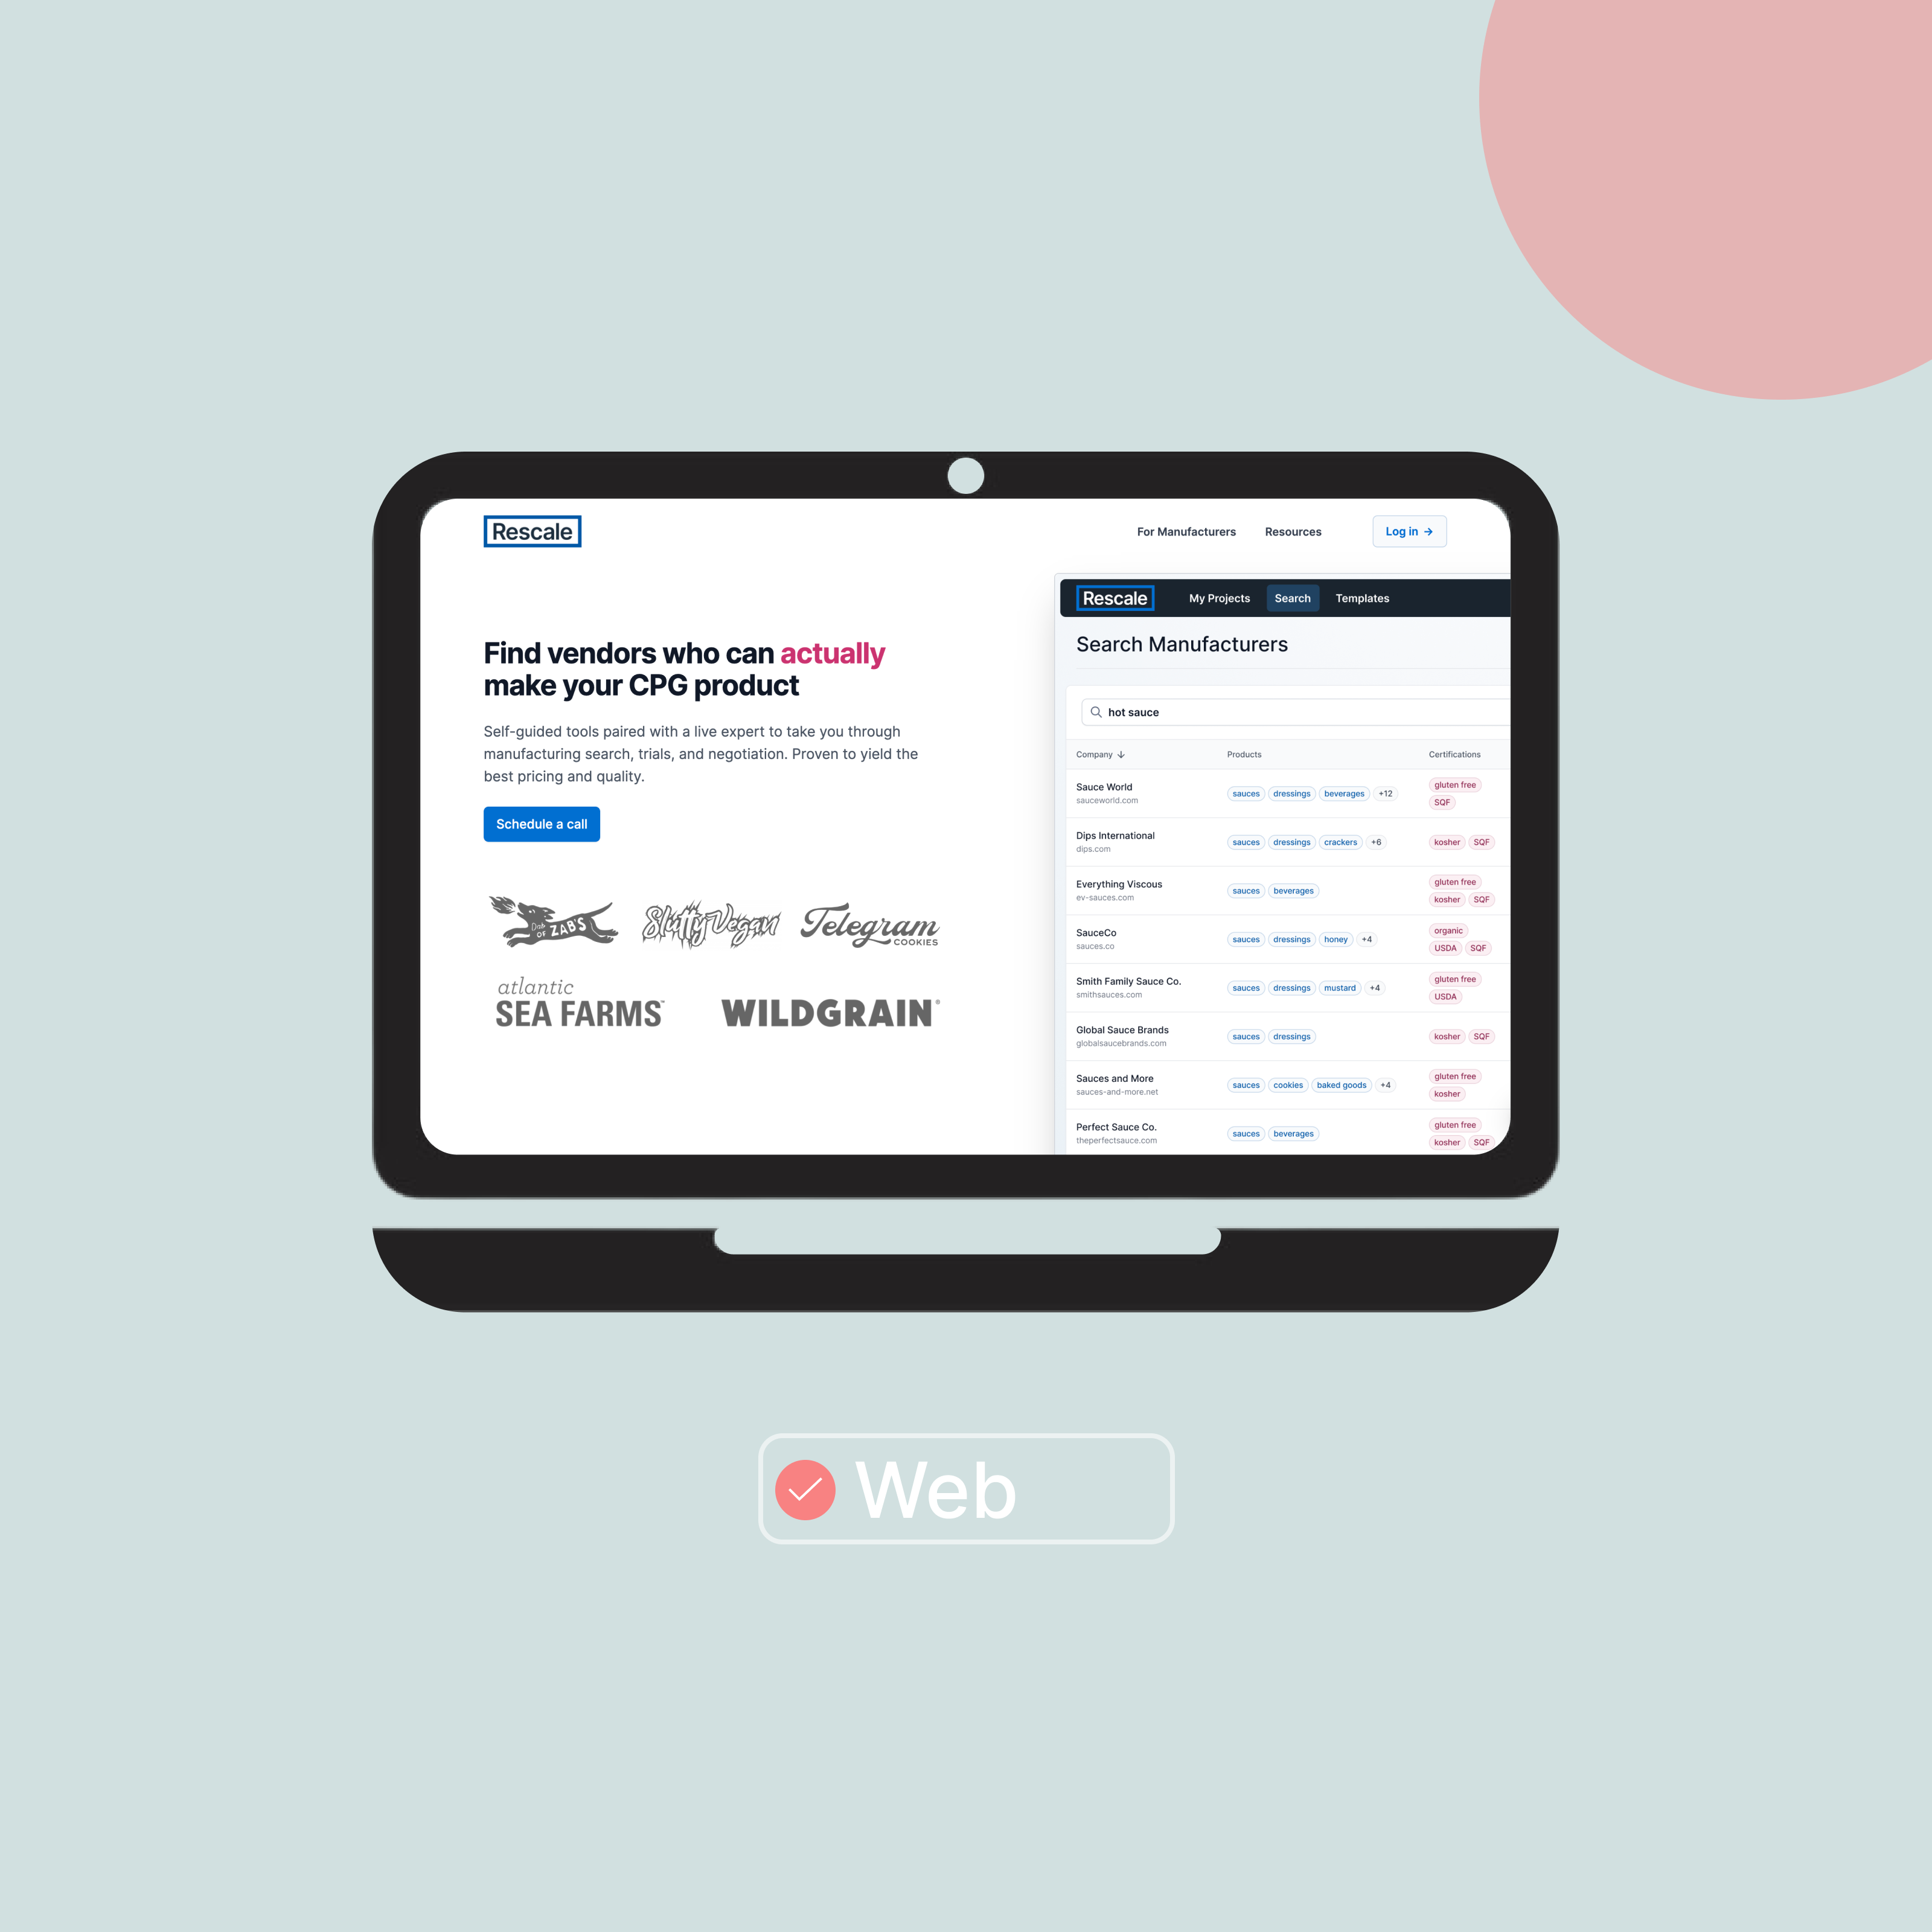 Rescale
For Manufacturers
Resources
Log in →
Find vendors who can actually
make your CPG product
Self-guided tools paired with a live expert to take you through
manufacturing search, trials, and negotiation. Proven to yield the
best pricing and quality.
Schedule a call
Dab OF ZAB'S
Slutty Vegan
Telegram
COOKIES
atlantic
SEA FARMS™
WILDGRAIN®
Rescale
My Projects
Search
Templates
Search Manufacturers
hot sauce
Company ↓ Products Certifications
Sauce World
sauceworld.com
sauces dressings beverages +12
gluten free
SQF
Dips International
dips.com
sauces dressings crackers +6
kosher SQF
Everything Viscous
ev-sauces.com
sauces beverages
gluten free
kosher SQF
SauceCo
sauces.co
sauces dressings honey +4
organic
USDA SQF
Smith Family Sauce Co.
smithsauces.com
sauces dressings mustard +4
gluten free
USDA
Global Sauce Brands
globalsaucebrands.com
sauces dressings
kosher SQF
Sauces and More
sauces-and-more.net
sauces cookies baked goods +4
gluten free
kosher
Perfect Sauce Co.
theperfectsauce.com
sauces beverages
gluten free
kosher SQF
Web